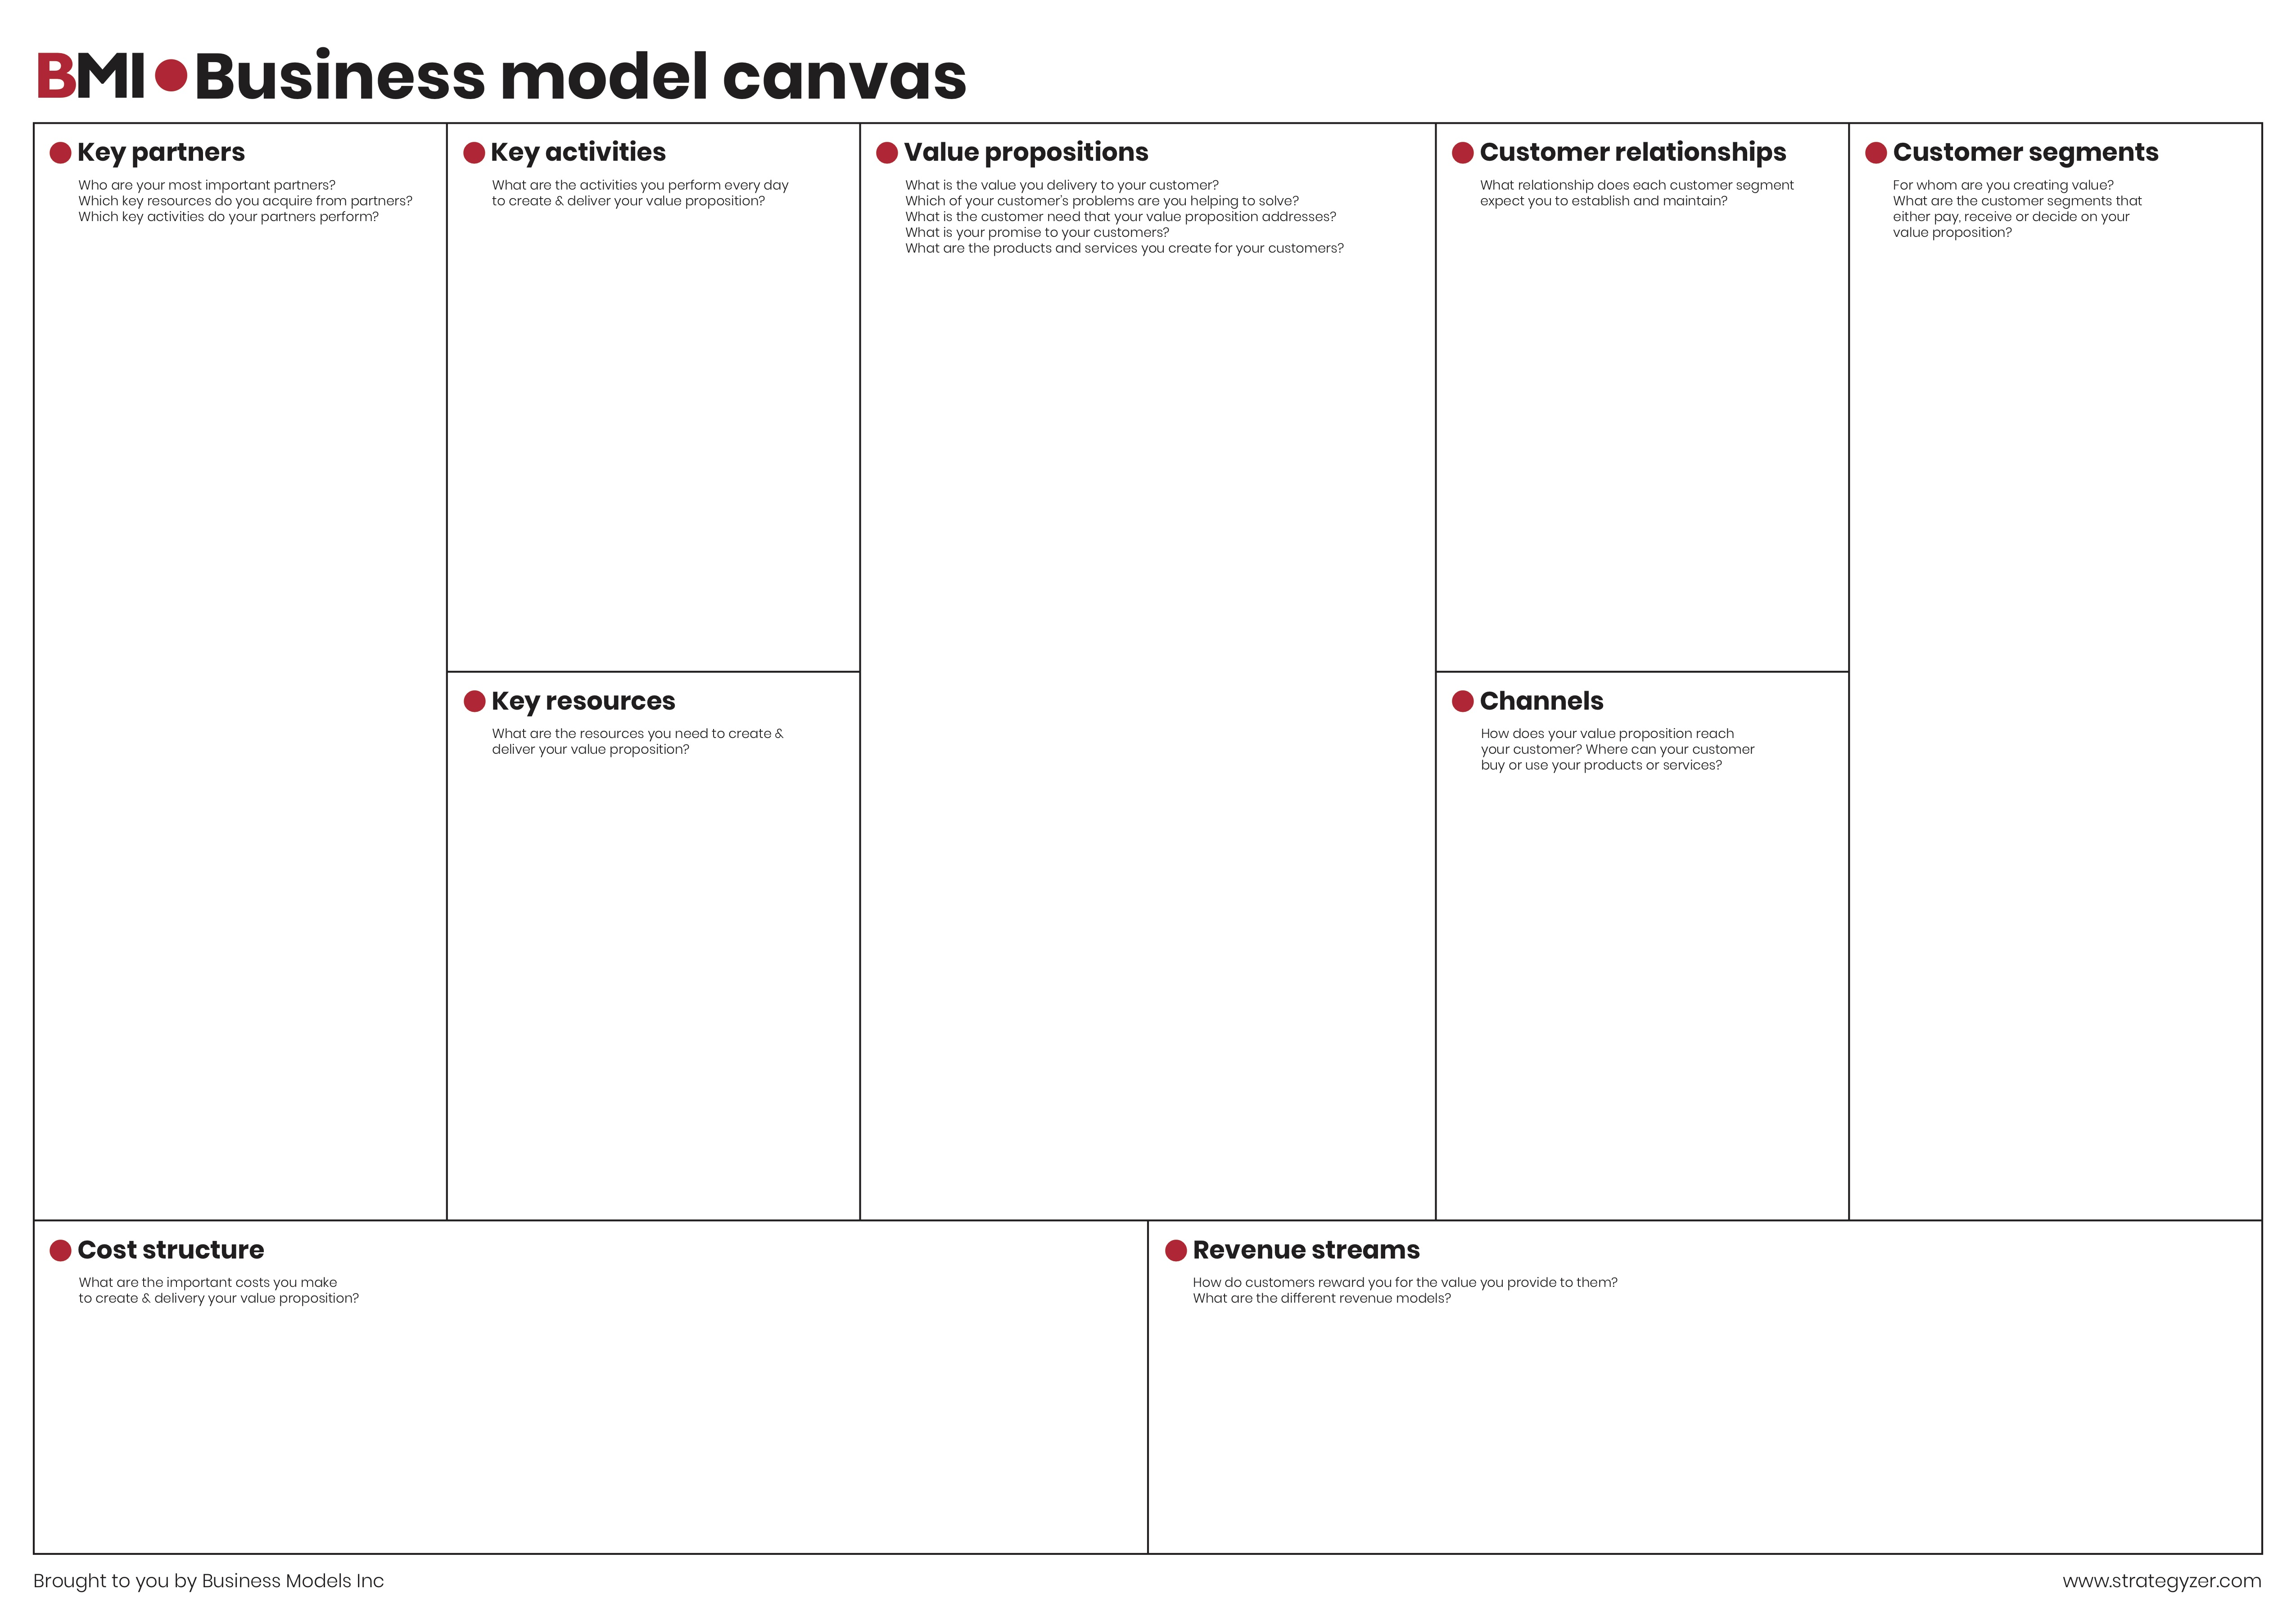 BMI Business model canvas
Key partners
Who are your most important partners?
Which key resources do you acquire from partners?
Which key activities do your partners perform?
Key activities
What are the activities you perform every day
to create & deliver your value proposition?
Key resources
What are the resources you need to create &
deliver your value proposition?
Value propositions
What is the value you delivery to your customer?
Which of your customer's problems are you helping to solve?
What is the customer need that your value proposition addresses?
What is your promise to your customers?
What are the products and services you create for your customers?
Customer relationships
What relationship does each customer segment
expect you to establish and maintain?
Channels
How does your value proposition reach
your customer? Where can your customer
buy or use your products or services?
Customer segments
For whom are you creating value?
What are the customer segments that
either pay, receive or decide on your
value proposition?
Cost structure
What are the important costs you make
to create & delivery your value proposition?
Revenue streams
How do customers reward you for the value you provide to them?
What are the different revenue models?
Brought to you by Business Models Inc
www.strategyzer.com